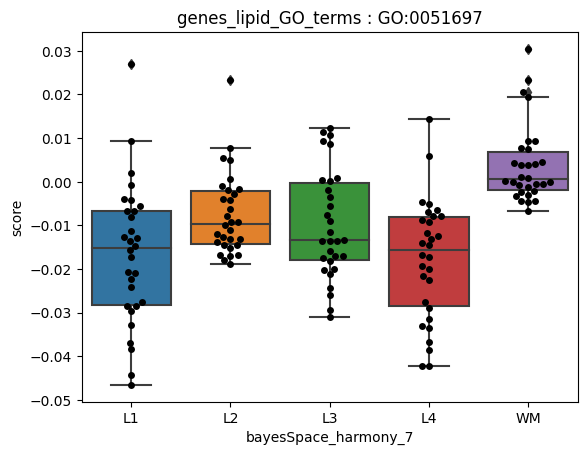 genes_lipid_GO_terms : GO:0051697
0.03
0.02
0.01
0.00
−0.01
−0.02
−0.03
−0.04
−0.05
score
L1 L2 L3 L4 WM
bayesSpace_harmony_7